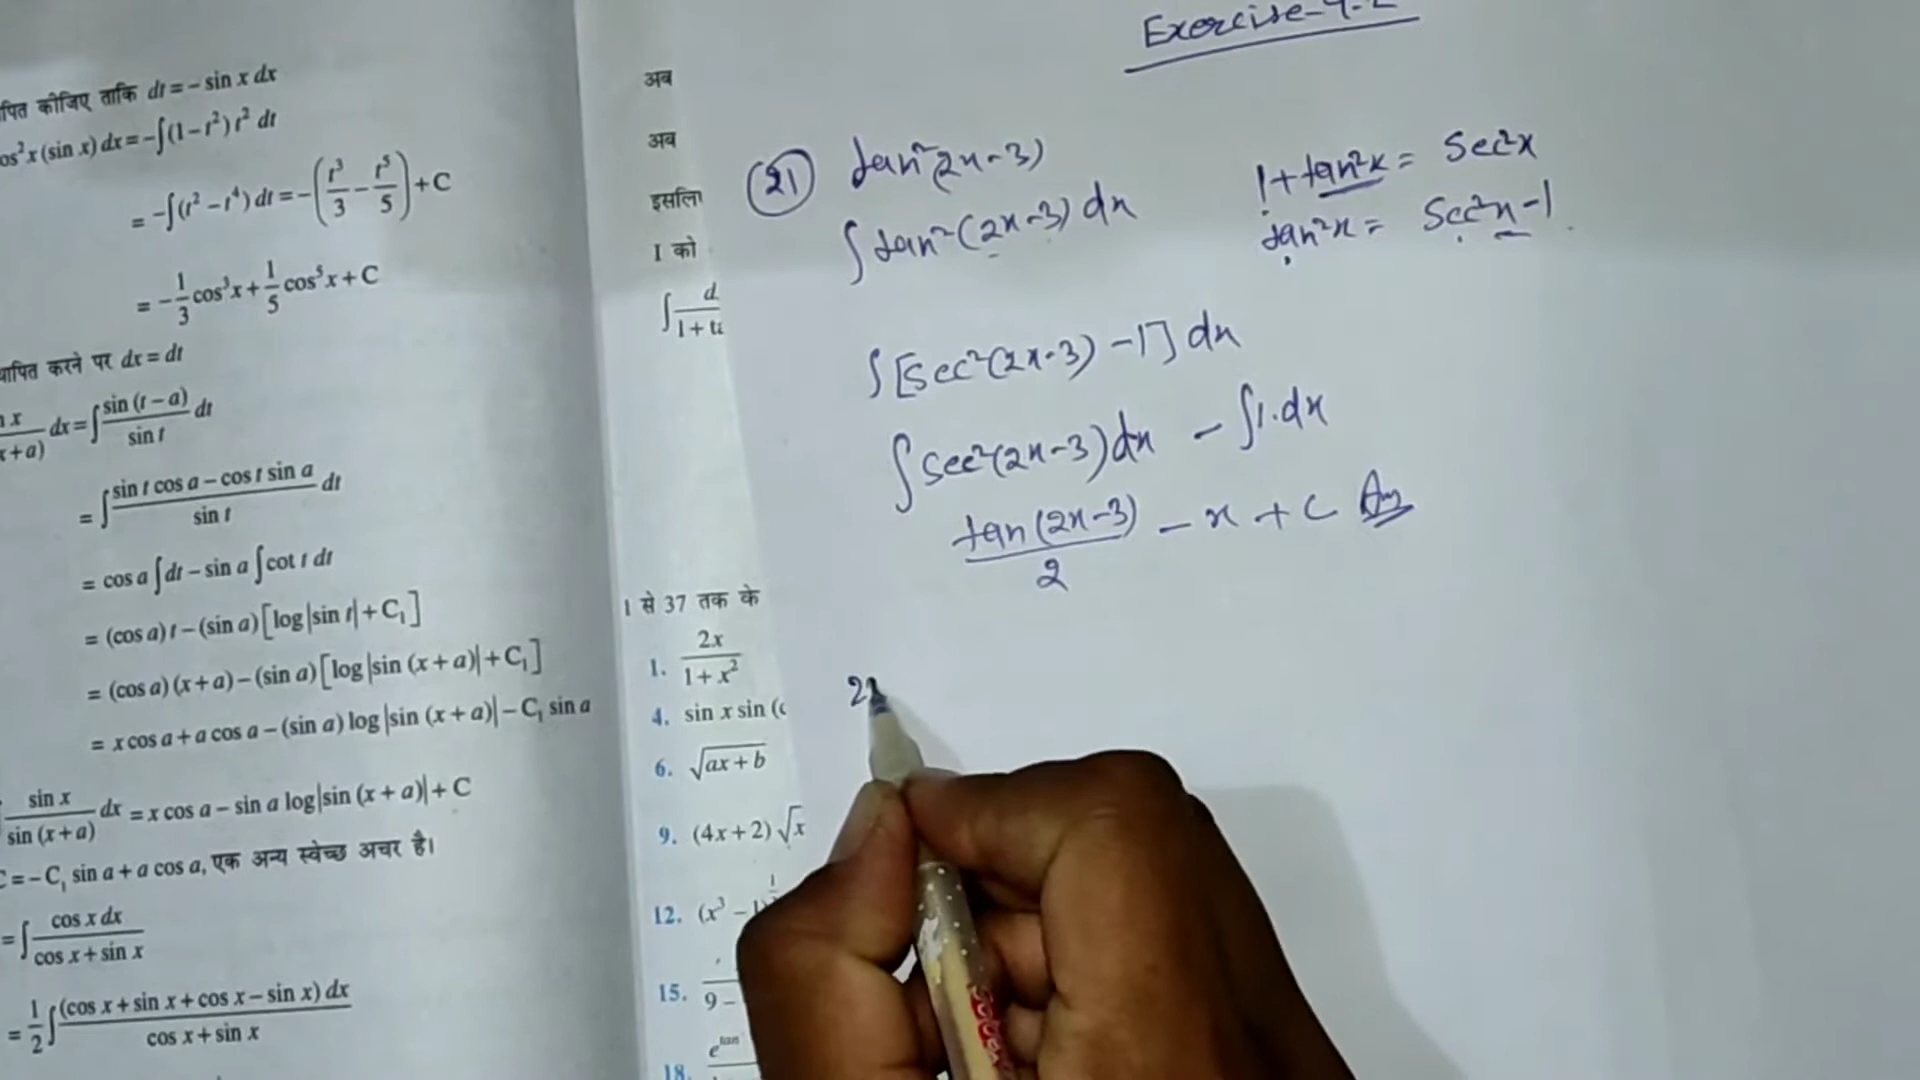 पित कीजिए ताकि dt = – sin x dx
os²x (sin x) dx = –∫(1 – t²) t² dt
= –∫(t² – t⁴) dt = –(t³/3 – t⁵/5) + C
= –1/3 cos³x + 1/5 cos⁵x + C
करने पर dx = dt
x/(x + a) dx = ∫ sin (t – a)/sin t dt
= ∫ (sin t cos a – cos t sin a)/sin t dt
= cos a ∫dt – sin a ∫cot t dt
= (cos a) t – (sin a) [log |sin t| + C₁]
= (cos a) (x + a) – (sin a) [log |sin (x + a)| + C₁]
= x cos a + a cos a – (sin a) log |sin (x + a)| – C₁ sin a
sin x/sin (x + a) dx = x cos a – sin a log |sin (x + a)| + C
C = – C₁ sin a + a cos a, एक अन्य स्वेच्छ अचर है।
= ∫ cos x dx/(cos x + sin x)
= 1/2 ∫ (cos x + sin x + cos x – sin x) dx/(cos x + sin x)
अब
अब
I को
∫ d/(1 + ta
1 से 37 तक के
1. 2x/(1 + x²)
4. sin x sin (c
6. √(ax + b)
9. (4x + 2) √x
12. (x³ – 1)
15. 9 –
18. e^tan
Exercise-
(21) tan²(2x-3)
∫ tan²(2x-3) dx
1 + tan²x = Sec²x
tan²x = Sec²x - 1
∫ [Sec²(2x-3) - 1] dx
∫ Sec²(2x-3) dx - ∫ 1. dx
tan (2x-3)/2 - x + C Ans